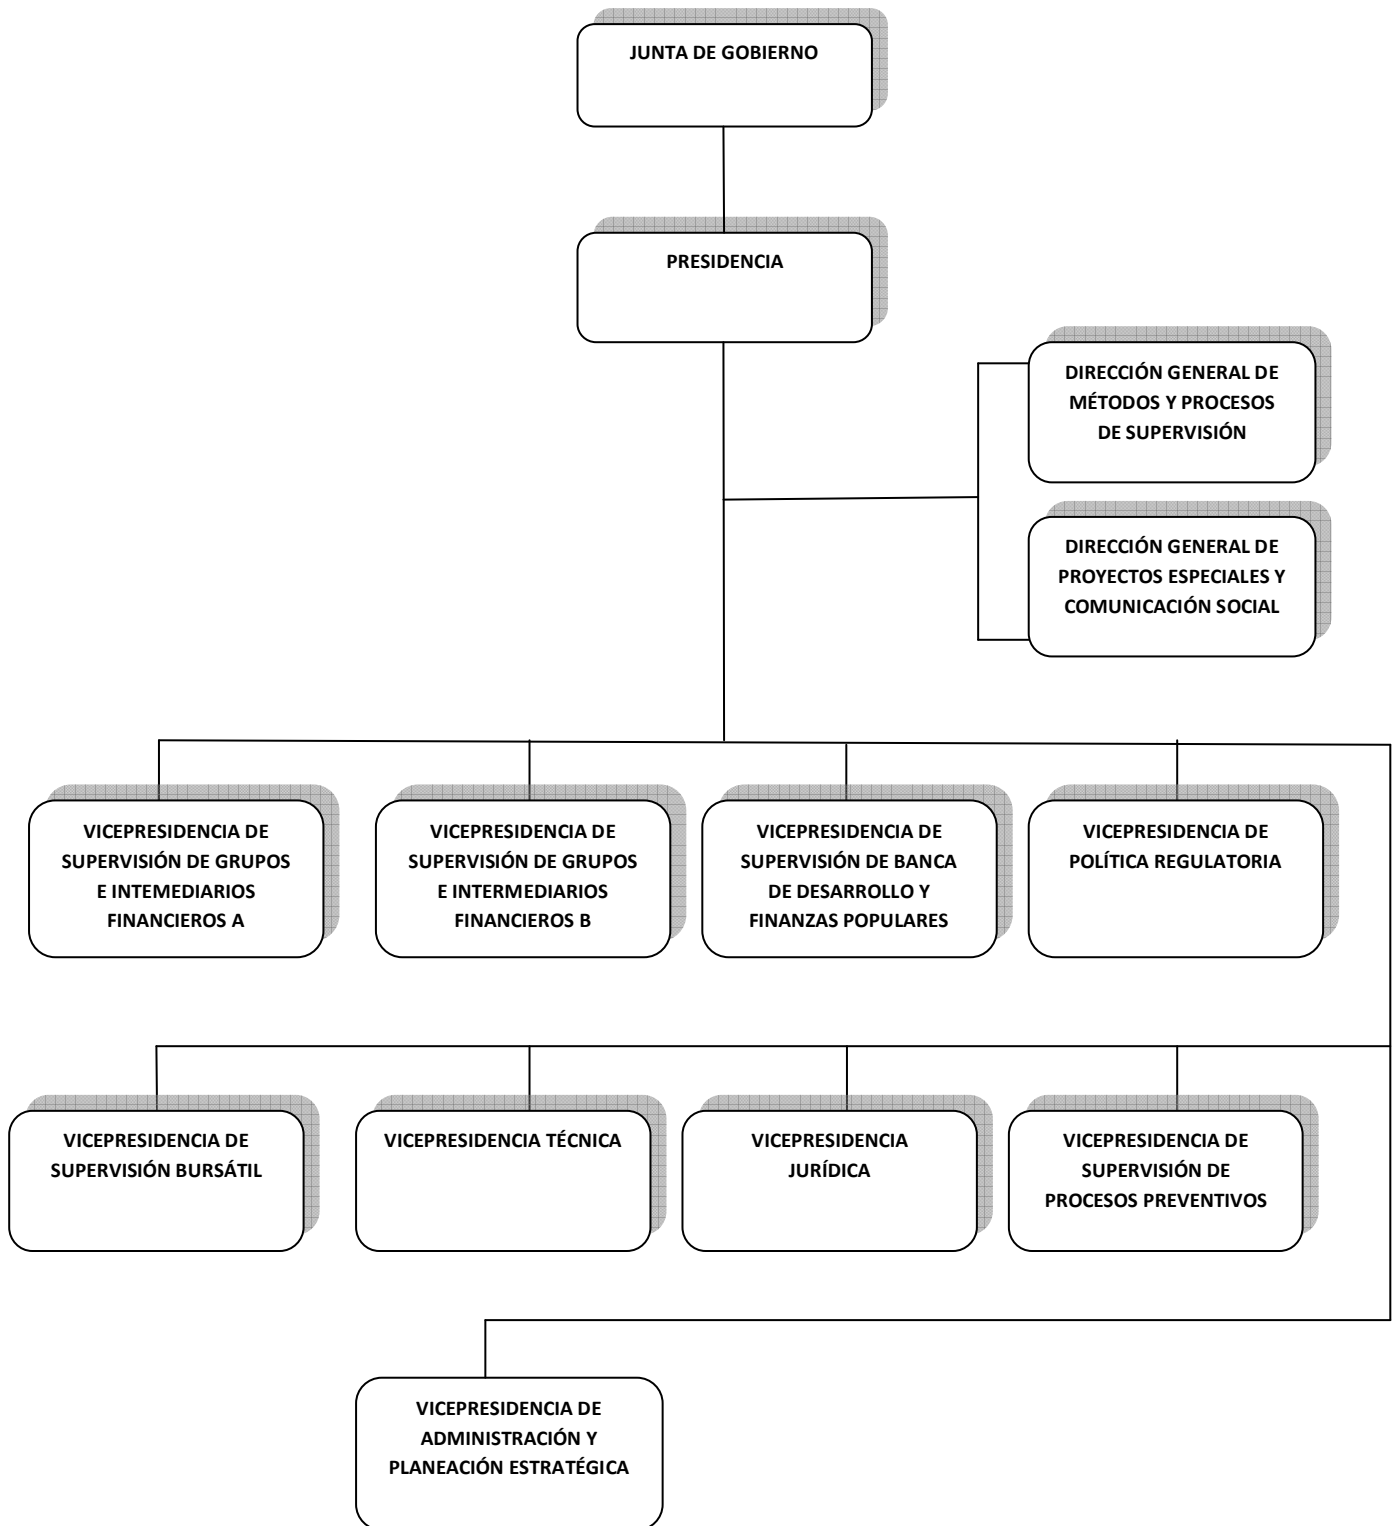 JUNTA DE GOBIERNO
PRESIDENCIA
DIRECCIÓN GENERAL DE
MÉTODOS Y PROCESOS
DE SUPERVISIÓN
DIRECCIÓN GENERAL DE
PROYECTOS ESPECIALES Y
COMUNICACIÓN SOCIAL
VICEPRESIDENCIA DE
SUPERVISIÓN DE GRUPOS
E INTEMEDIARIOS
FINANCIEROS A
VICEPRESIDENCIA DE
SUPERVISIÓN DE GRUPOS
E INTERMEDIARIOS
FINANCIEROS B
VICEPRESIDENCIA DE
SUPERVISIÓN DE BANCA
DE DESARROLLO Y
FINANZAS POPULARES
VICEPRESIDENCIA DE
POLÍTICA REGULATORIA
VICEPRESIDENCIA DE
SUPERVISIÓN BURSÁTIL
VICEPRESIDENCIA TÉCNICA
VICEPRESIDENCIA
JURÍDICA
VICEPRESIDENCIA DE
SUPERVISIÓN DE
PROCESOS PREVENTIVOS
VICEPRESIDENCIA DE
ADMINISTRACIÓN Y
PLANEACIÓN ESTRATÉGICA